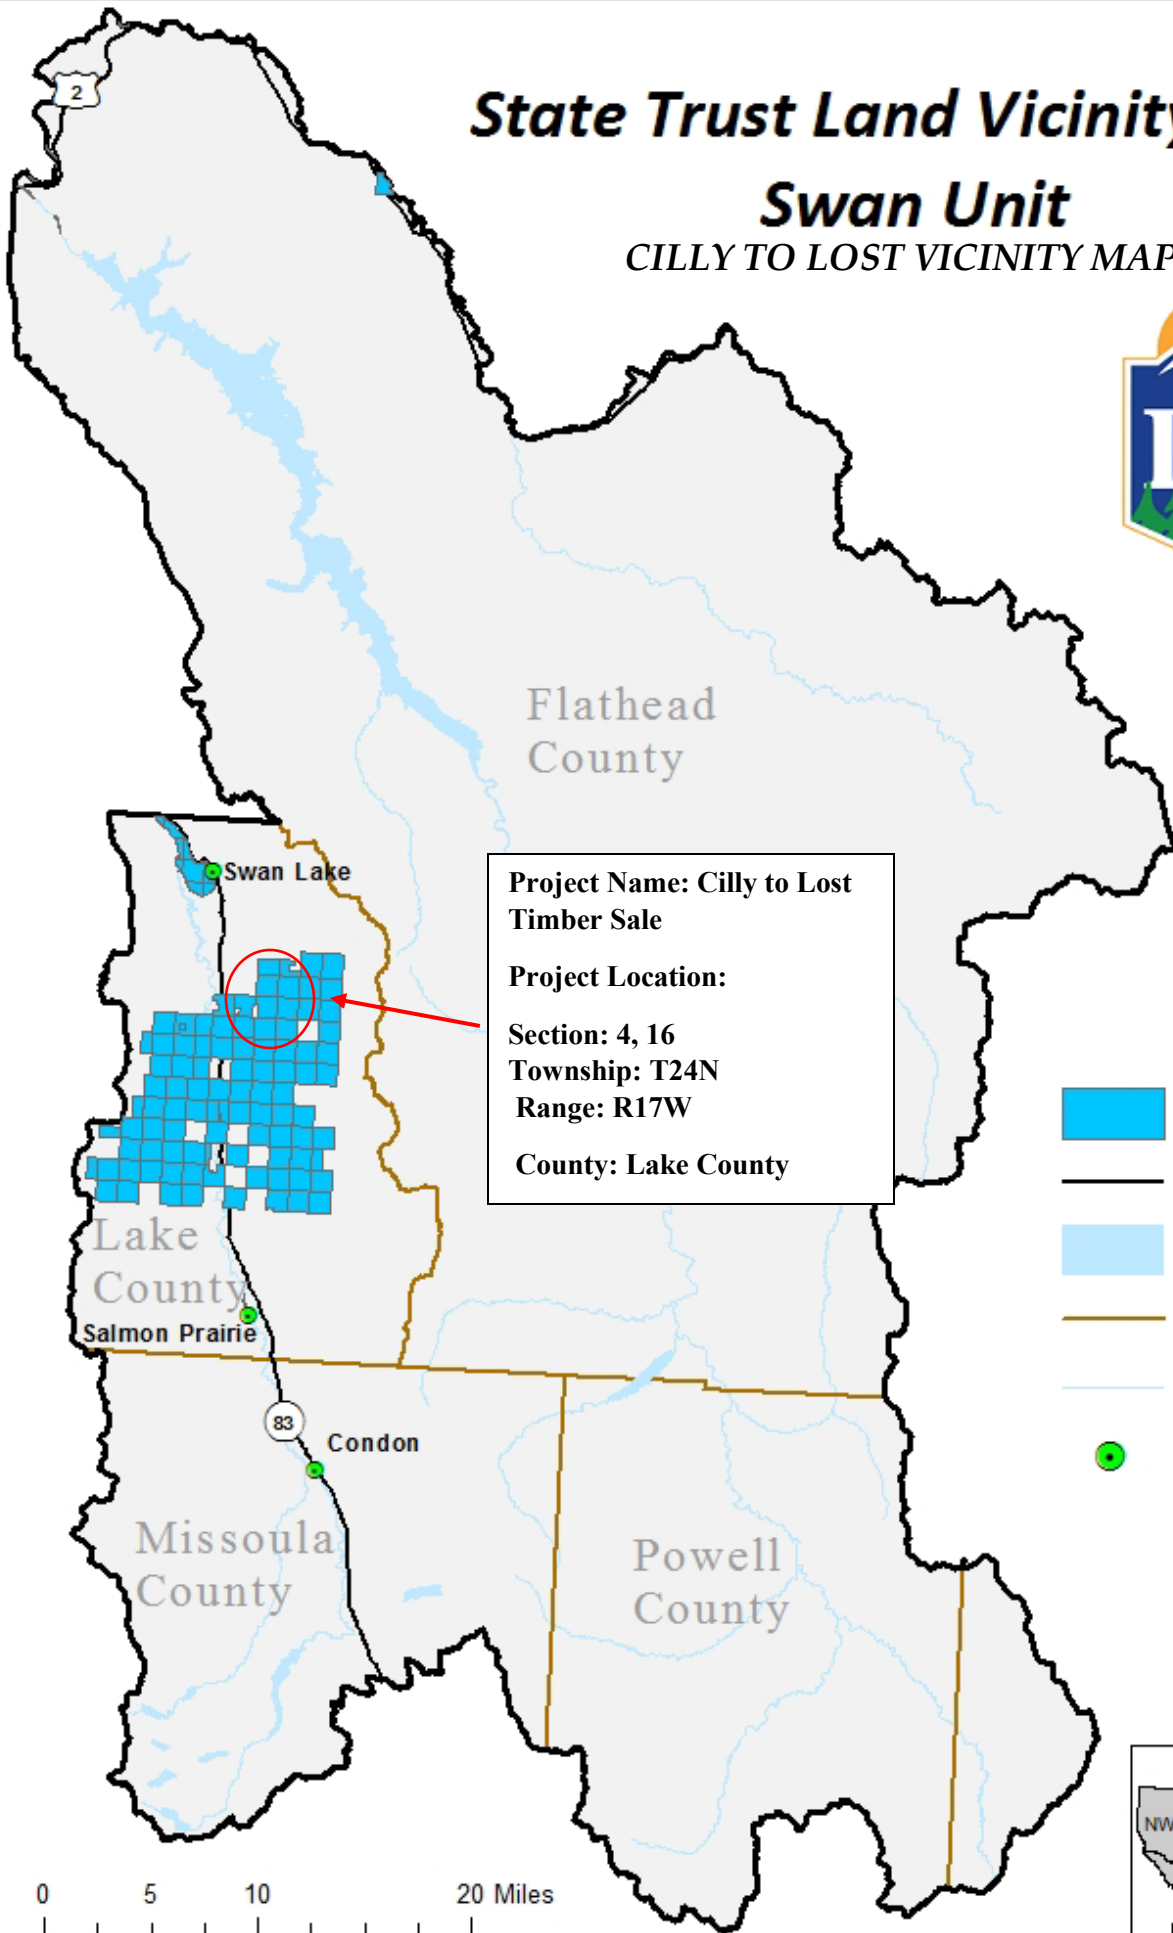 2
State Trust Land Vicinity
Swan Unit
CILLY TO LOST VICINITY MAP
Flathead
County
Swan Lake
Project Name: Cilly to Lost
Timber Sale
Project Location:
Section: 4, 16
Township: T24N
Range: R17W
County: Lake County
Lake
County
Salmon Prairie
83
Condon
Missoula
County
Powell
County
NW
0 5 10 20 Miles